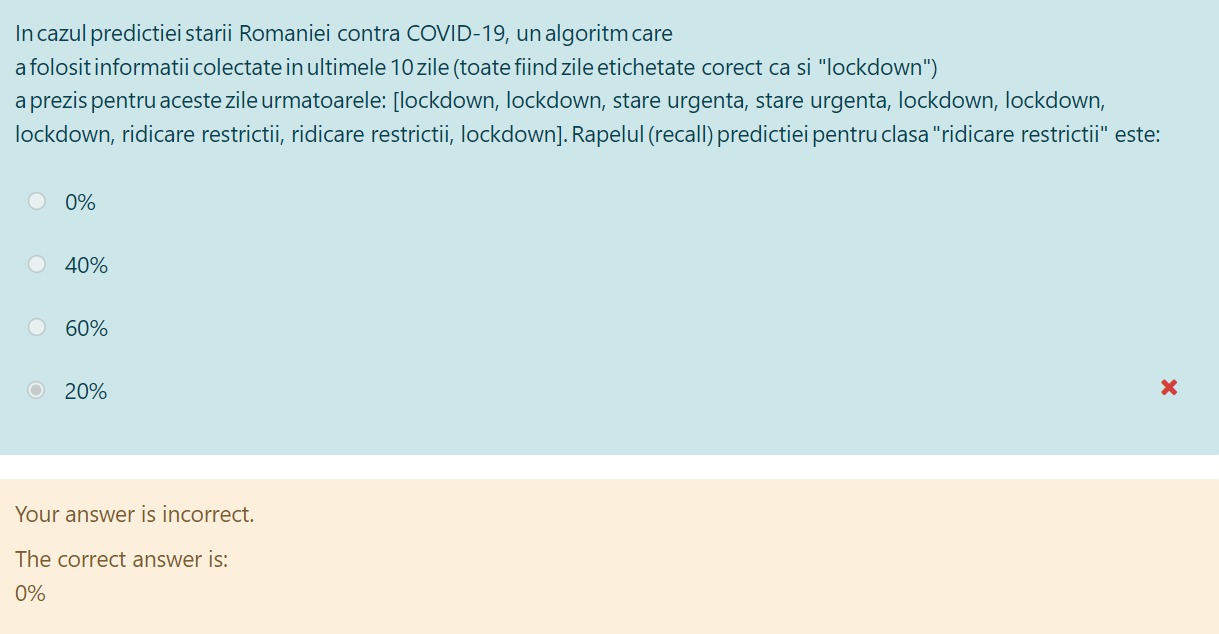 In cazul predictiei starii Romaniei contra COVID-19, un algoritm care
a folosit informatii colectate in ultimele 10 zile (toate fiind zile etichetate corect ca si "lockdown")
a prezis pentru aceste zile urmatoarele: [lockdown, lockdown, stare urgenta, stare urgenta, lockdown, lockdown,
lockdown, ridicare restrictii, ridicare restrictii, lockdown]. Rapelul (recall) predictiei pentru clasa "ridicare restrictii" este:
0%
40%
60%
20%
Your answer is incorrect.
The correct answer is:
0%